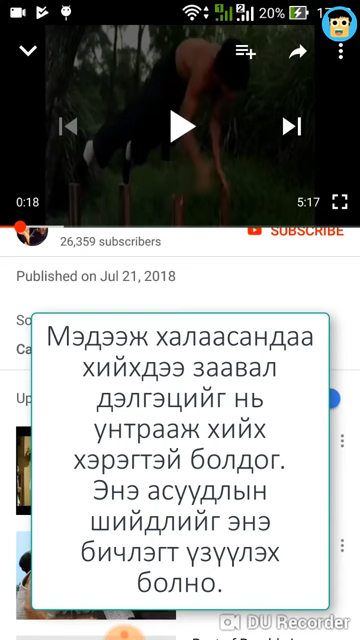 20%
0:18
5:17
SUBSCRIBE
26,359 subscribers
Published on Jul 21, 2018
Мэдээж халаасандаа
хийхдээ заавал
дэлгэцийг нь
унтрааж хийх
хэрэгтэй болдог.
Энэ асуудлын
шийдлийг энэ
бичлэгт үзүүлэх
болно.
DU Recorder